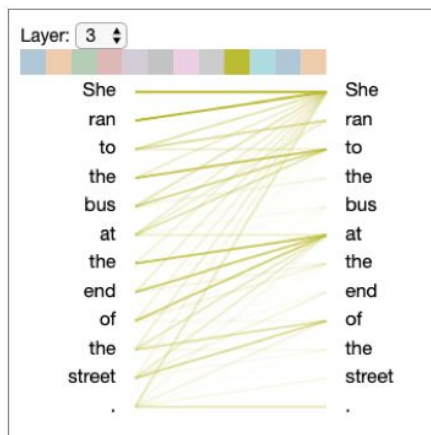 Layer: 3
She She
ran ran
to to
the the
bus bus
at at
the the
end end
of of
the the
street street
. .